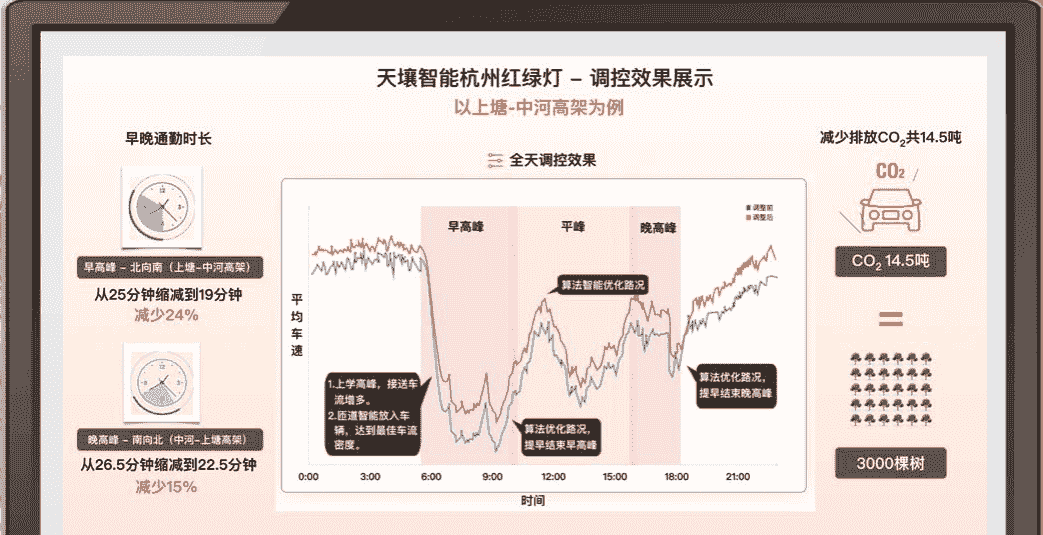 天壤智能杭州红绿灯 – 调控效果展示
以上塘-中河高架为例
早晚通勤时长
早高峰 – 北向南（上塘-中河高架）
从25分钟缩减到19分钟
减少24%
晚高峰 – 南向北（中河-上塘高架）
从26.5分钟缩减到22.5分钟
减少15%
全天调控效果
调整前
调整后
早高峰
平峰
晚高峰
算法智能优化路况
1.上学高峰，接送车
流增多。
2.匝道智能放入车
辆，达到最佳车流
密度。
算法优化路况，
提早结束早高峰
算法优化路况，
提早结束晚高峰
平均车速
0:00 3:00 6:00 9:00 12:00 15:00 18:00 21:00
时间
减少排放CO₂共14.5吨
CO₂
CO₂ 14.5吨
=
3000棵树